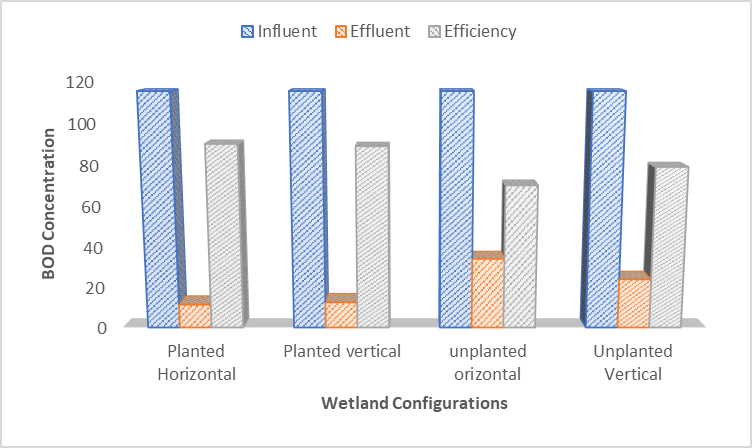 Influent Effluent Efficiency
120
100
80
60
40
20
0
BOD Concentration
Planted
Horizontal
Planted vertical
unplanted
orizontal
Unplanted
Vertical
Wetland Configurations